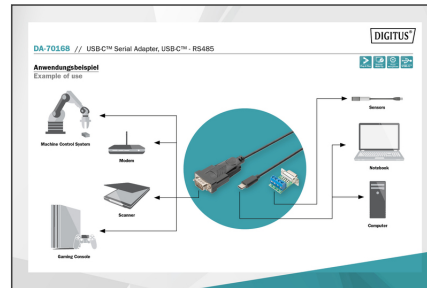 DIGITUS®
DA-70168 // USB-C™ Serial Adapter, USB-C™ - RS485
Anwendungsbeispiel
Example of use
Machine Control System
Modem
Scanner
Gaming Console
Sensors
Notebook
Computer